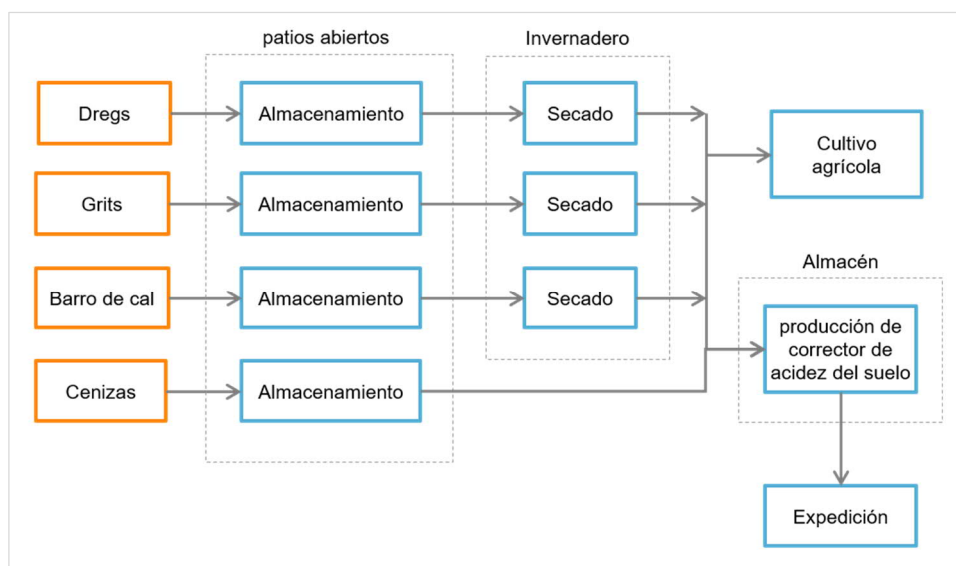 patios abiertos
Invernadero
Dregs
Almacenamiento
Secado
Cultivo
agrícola
Grits
Almacenamiento
Secado
Almacén
Barro de cal
Almacenamiento
Secado
producción de
corrector de
acidez del suelo
Cenizas
Almacenamiento
Expedición